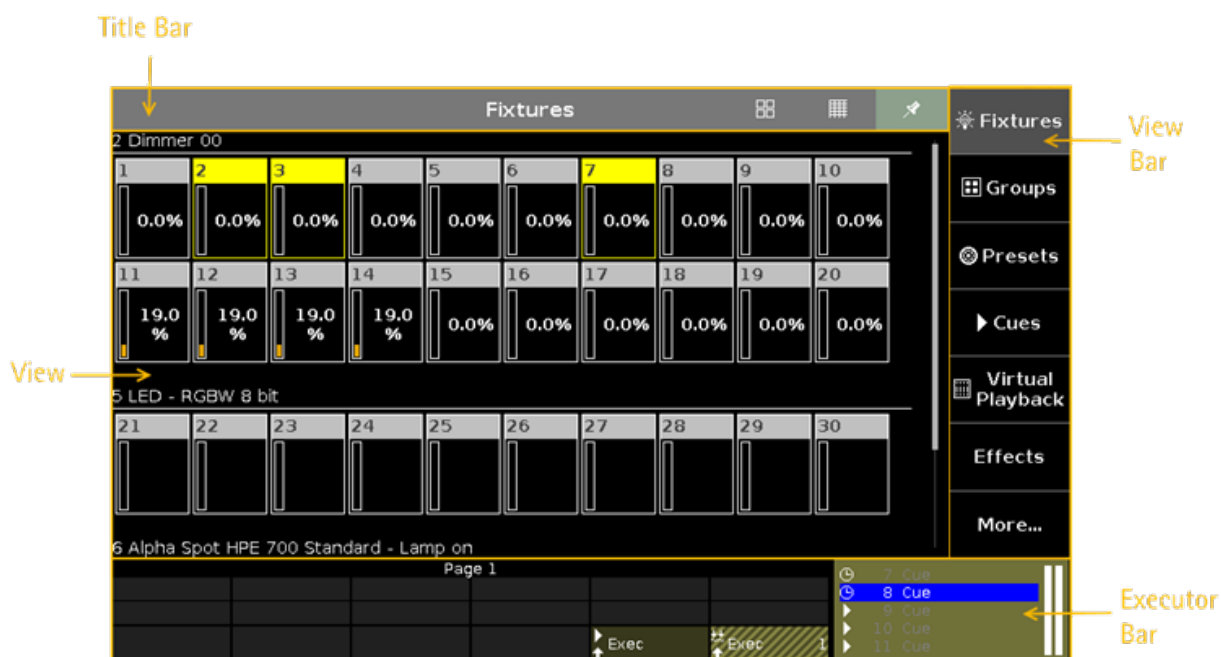 Title Bar
Fixtures
Fixtures
View
Bar
2 Dimmer 00
1 2 3 4 5 6 7 8 9 10
0.0% 0.0% 0.0% 0.0% 0.0% 0.0% 0.0% 0.0% 0.0% 0.0%
Groups
Presets
11 12 13 14 15 16 17 18 19 20
19.0 19.0 19.0 19.0
% % % % 0.0% 0.0% 0.0% 0.0% 0.0% 0.0%
Cues
View
5 LED - RGBW 8 bit
Virtual
Playback
21 22 23 24 25 26 27 28 29 30
Effects
More...
6 Alpha Spot HPE 700 Standard - Lamp on
Page 1
7 Cue
8 Cue
9 Cue
10 Cue
11 Cue
Exec
Exec 1
Executor
Bar